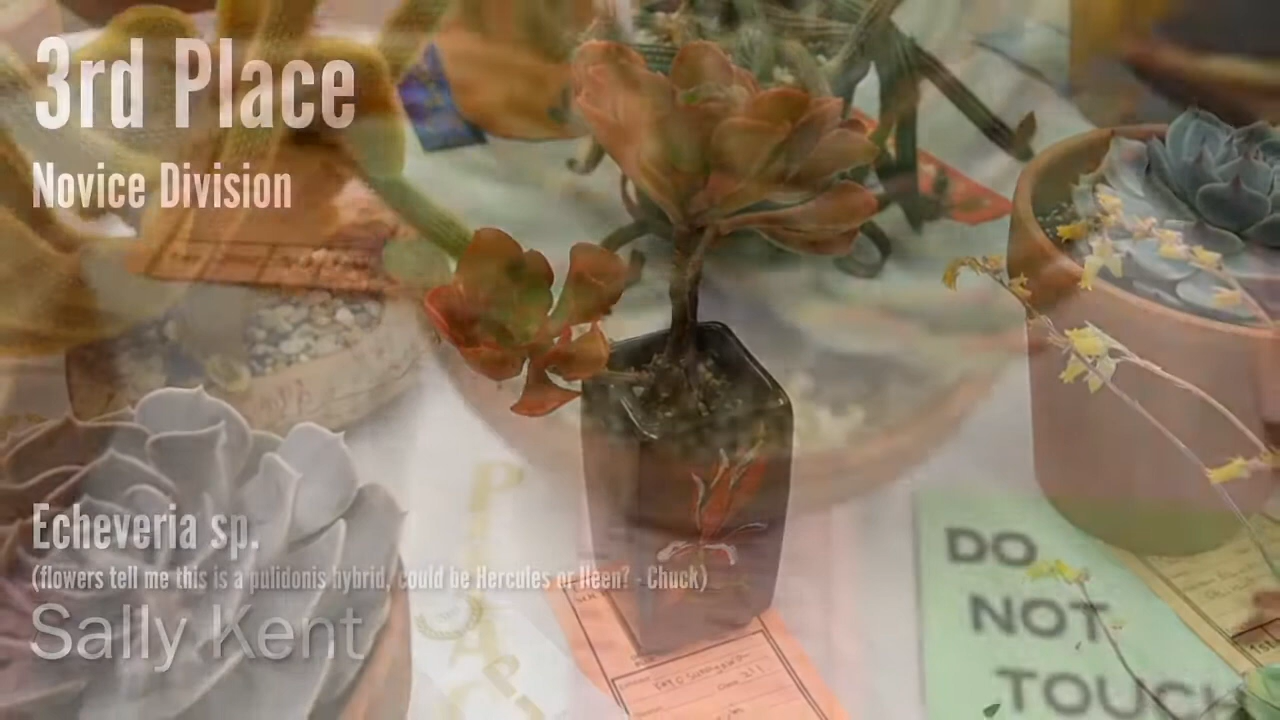 3rd Place
Novice Division
Echeveria sp.
(flowers tell me this is a pulidonis hybrid, could be Hercules or Ileen? - Chuck)
Sally Kent
DO
NOT
TOUCH